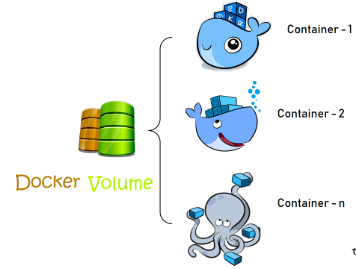 Container - 1
Container - 2
Docker Volume
Container - n